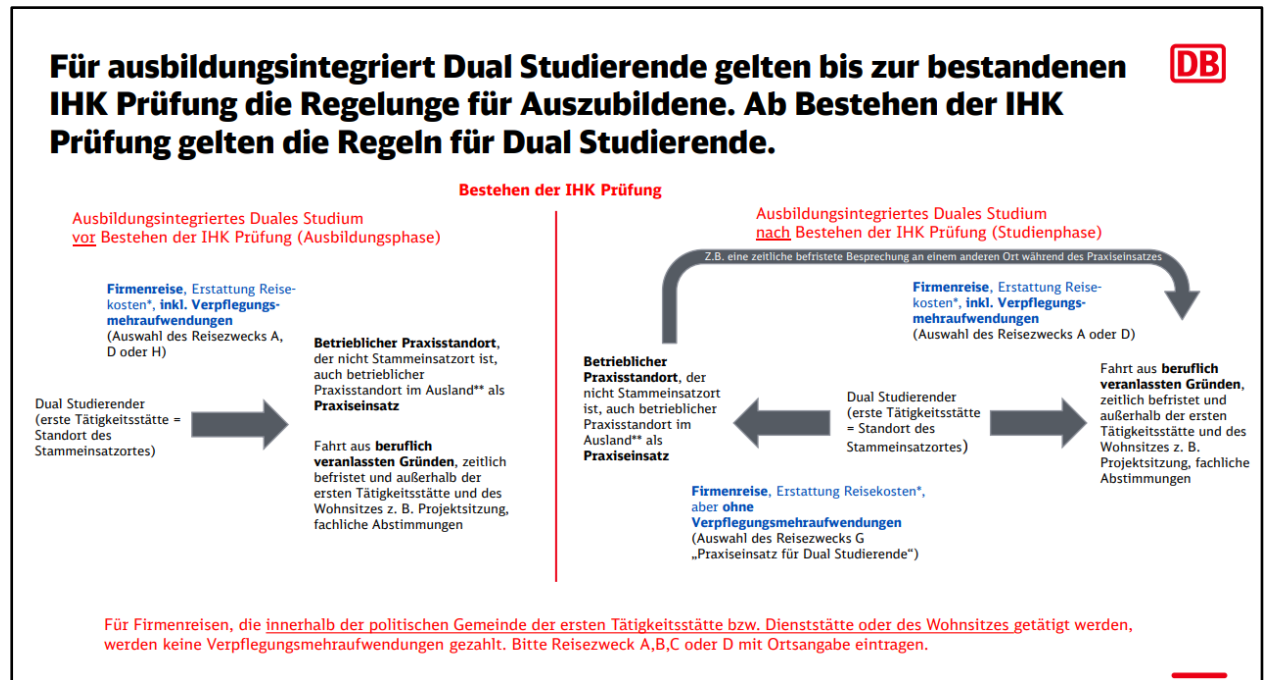 Für ausbildungsintegriert Dual Studierende gelten bis zur bestandenen
IHK Prüfung die Regelunge für Auszubildene. Ab Bestehen der IHK
Prüfung gelten die Regeln für Dual Studierende.
DB
Bestehen der IHK Prüfung
Ausbildungsintegriertes Duales Studium
vor Bestehen der IHK Prüfung (Ausbildungsphase)
Firmenreise, Erstattung Reise-
kosten*, inkl. Verpflegungs-
mehraufwendungen
(Auswahl des Reisezwecks A,
D oder H)
Dual Studierender
(erste Tätigkeitsstätte =
Standort des
Stammeinsatzortes)
Betrieblicher Praxisstandort,
der nicht Stammeinsatzort ist,
auch betrieblicher
Praxisstandort im Ausland** als
Praxiseinsatz
Fahrt aus beruflich
veranlassten Gründen, zeitlich
befristet und außerhalb der
ersten Tätigkeitsstätte und des
Wohnsitzes z. B. Projektsitzung,
fachliche Abstimmungen
Ausbildungsintegriertes Duales Studium
nach Bestehen der IHK Prüfung (Studienphase)
Z.B. eine zeitliche befristete Besprechung an einem anderen Ort während des Praxiseinsatzes
Firmenreise, Erstattung Reise-
kosten*, inkl. Verpflegungs-
mehraufwendungen
(Auswahl des Reisezwecks A oder D)
Betrieblicher
Praxisstandort, der
nicht Stammeinsatzort
ist, auch betrieblicher
Praxisstandort im
Ausland** als
Praxiseinsatz
Dual Studierender
(erste Tätigkeitsstätte
= Standort des
Stammeinsatzortes)
Fahrt aus beruflich
veranlassten Gründen,
zeitlich befristet und
außerhalb der ersten
Tätigkeitsstätte und des
Wohnsitzes z. B.
Projektsitzung, fachliche
Abstimmungen
Firmenreise, Erstattung Reisekosten*,
aber ohne
Verpflegungsmehraufwendungen
(Auswahl des Reisezwecks G
„Praxiseinsatz für Dual Studierende“)
Für Firmenreisen, die innerhalb der politischen Gemeinde der ersten Tätigkeitsstätte bzw. Dienststätte oder des Wohnsitzes getätigt werden,
werden keine Verpflegungsmehraufwendungen gezahlt. Bitte Reisezweck A,B,C oder D mit Ortsangabe eintragen.